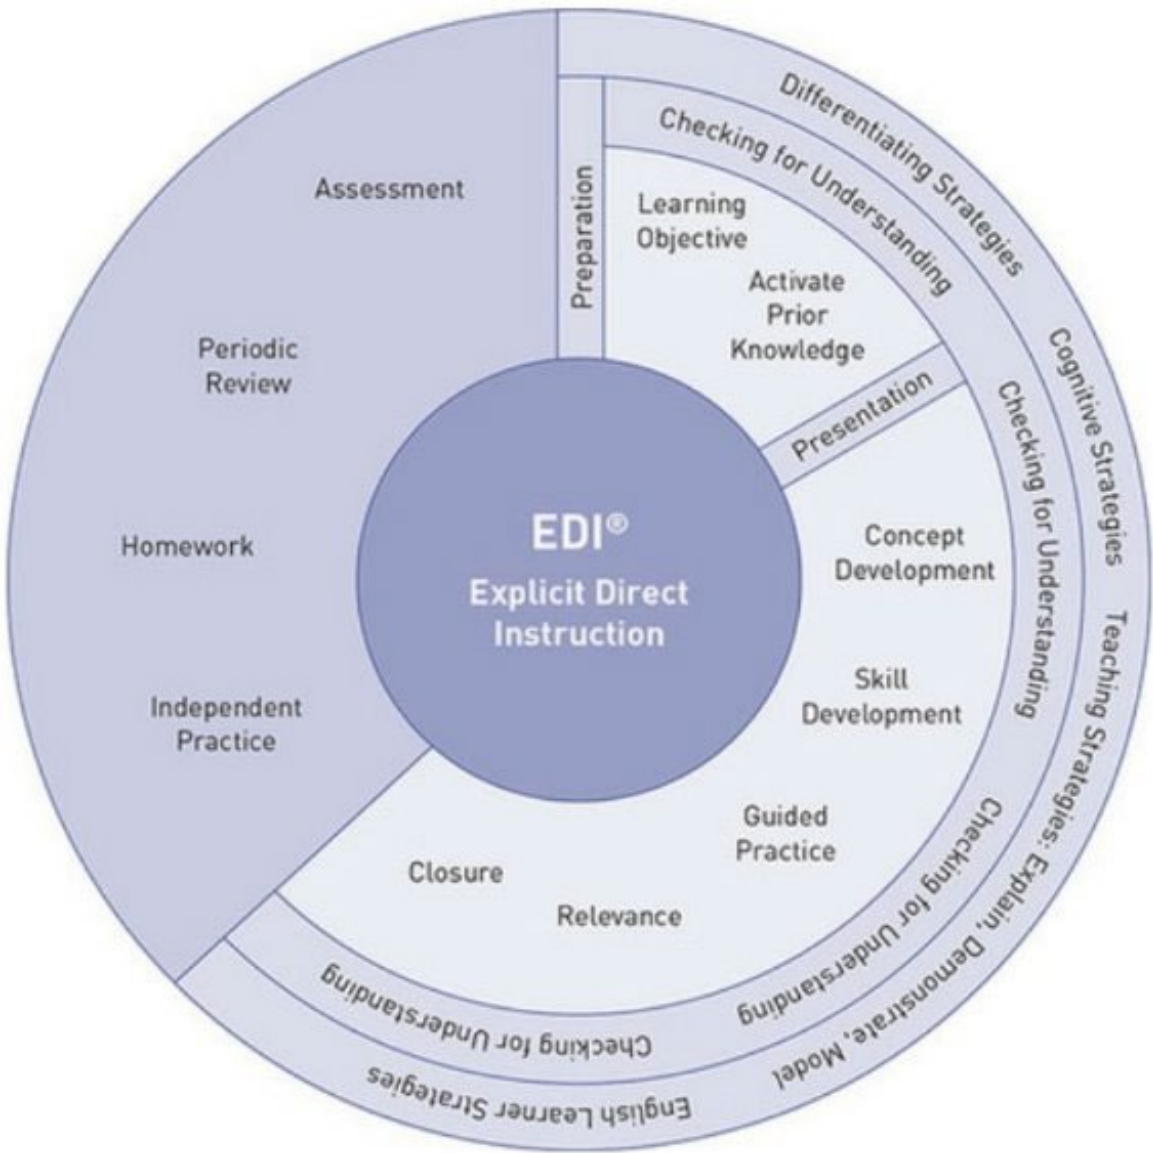 Differentiating Strategies
Cognitive Strategies
Teaching Strategies: Explain, Demonstrate, Model
English Learner Strategies
Checking for Understanding
Checking for Understanding
Checking for Understanding
Checking for Understanding
Preparation
Learning
Objective
Activate
Prior
Knowledge
Presentation
Concept
Development
Skill
Development
Guided
Practice
Relevance
Closure
Independent
Practice
Homework
Periodic
Review
Assessment
EDI®
Explicit Direct
Instruction